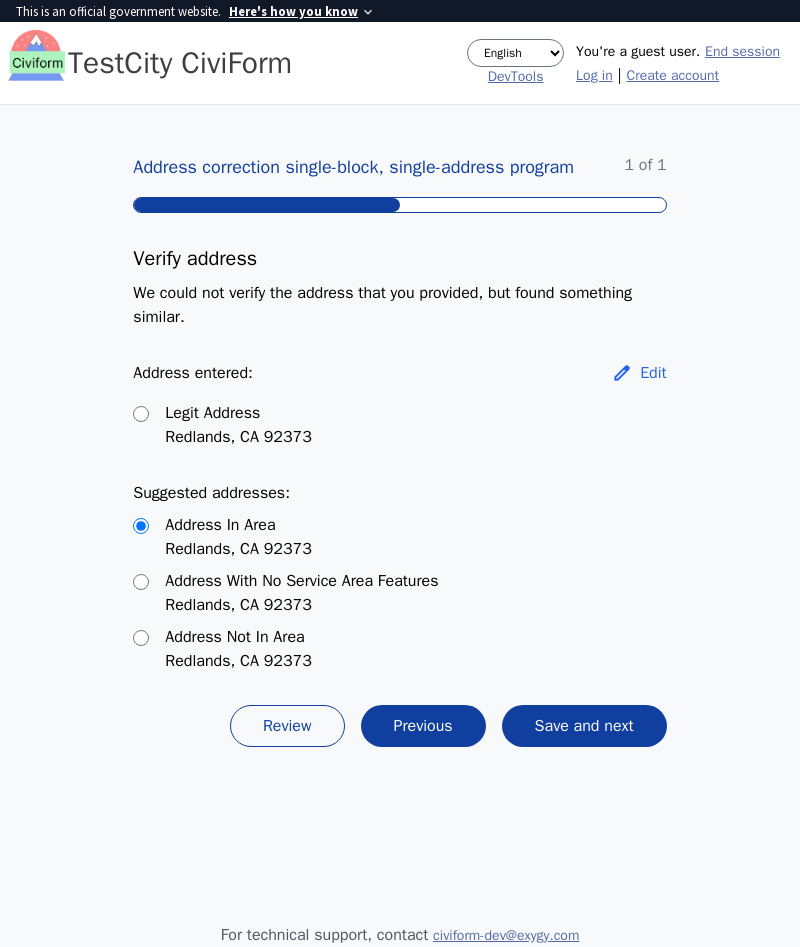 This is an official government website. Here's how you know
Civiform
TestCity CiviForm
English
DevTools
You're a guest user. End session
Log in | Create account
Address correction single-block, single-address program
1 of 1
Verify address
We could not verify the address that you provided, but found something
similar.
Address entered:
Edit
Legit Address
Redlands, CA 92373
Suggested addresses:
Address In Area
Redlands, CA 92373
Address With No Service Area Features
Redlands, CA 92373
Address Not In Area
Redlands, CA 92373
Review
Previous
Save and next
For technical support, contact civiform-dev@exygy.com